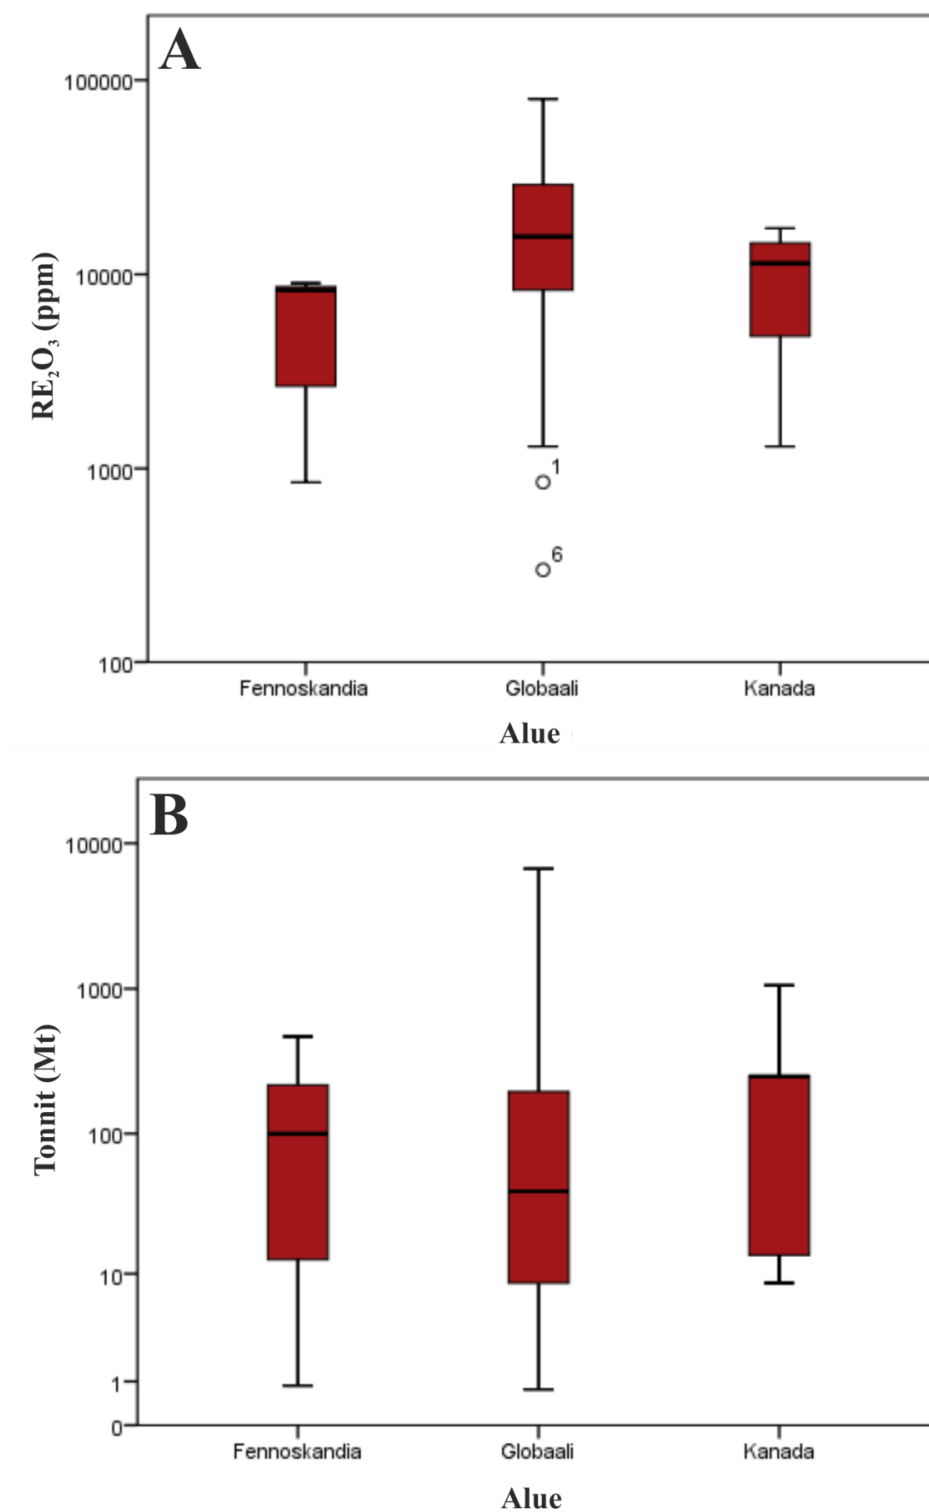 A
100000
10000
1000
100
RE₂O₃ (ppm)
1
6
Fennoskandia Globaali Kanada
Alue
B
10000
1000
100
10
1
0
Tonnit (Mt)
Fennoskandia Globaali Kanada
Alue